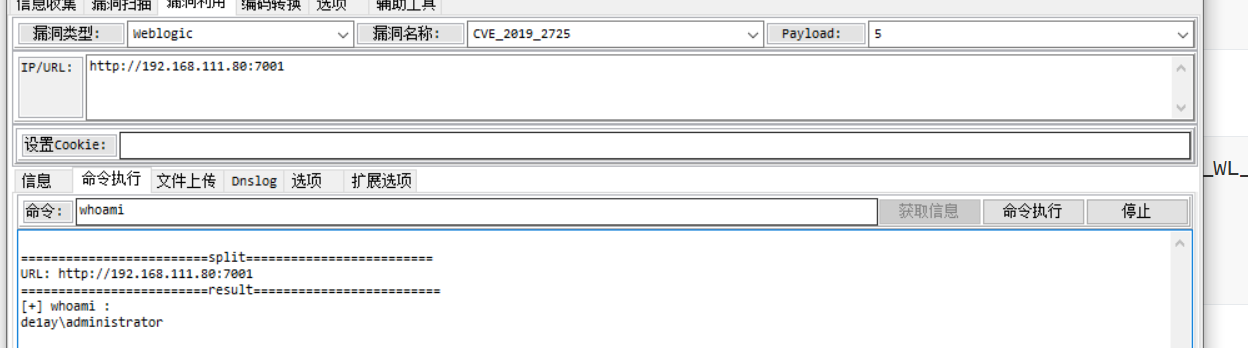 信息收集 漏洞扫描 漏洞利用 编码转换 选项 辅助工具
漏洞类型: Weblogic 漏洞名称: CVE_2019_2725 Payload: 5
IP/URL: http://192.168.111.80:7001
设置Cookie:
_WL_
信息 命令执行 文件上传 Dnslog 选项 扩展选项
命令: whoami 获取信息 命令执行 停止
=========================split=========================
URL: http://192.168.111.80:7001
=========================result=========================
[+] whoami :
de1ay\administrator